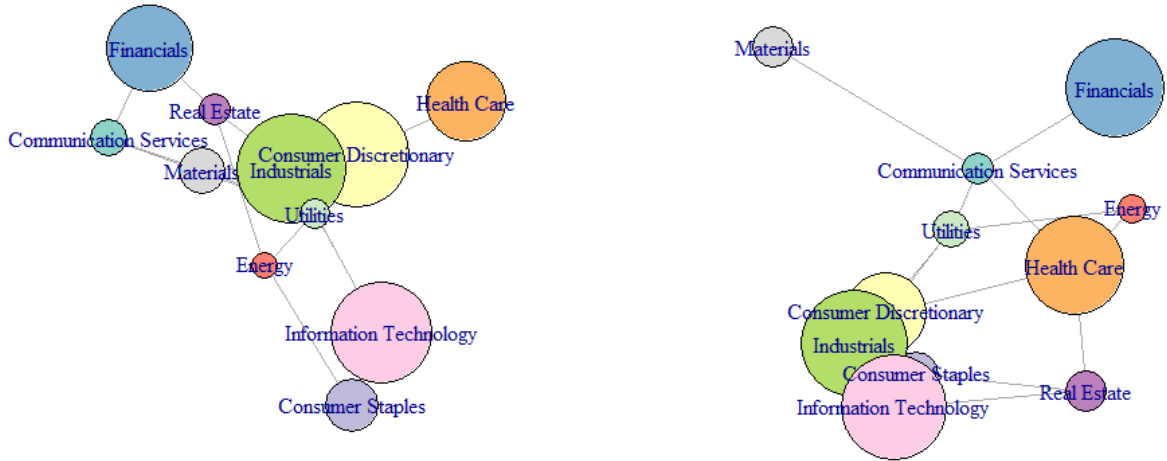 Financials
Health Care
Real Estate
Communication Services
Consumer Discretionary
Materials
Industrials
Utilities
Energy
Information Technology
Consumer Staples
Materials
Financials
Communication Services
Energy
Utilities
Health Care
Consumer Discretionary
Industrials
Consumer Staples
Real Estate
Information Technology